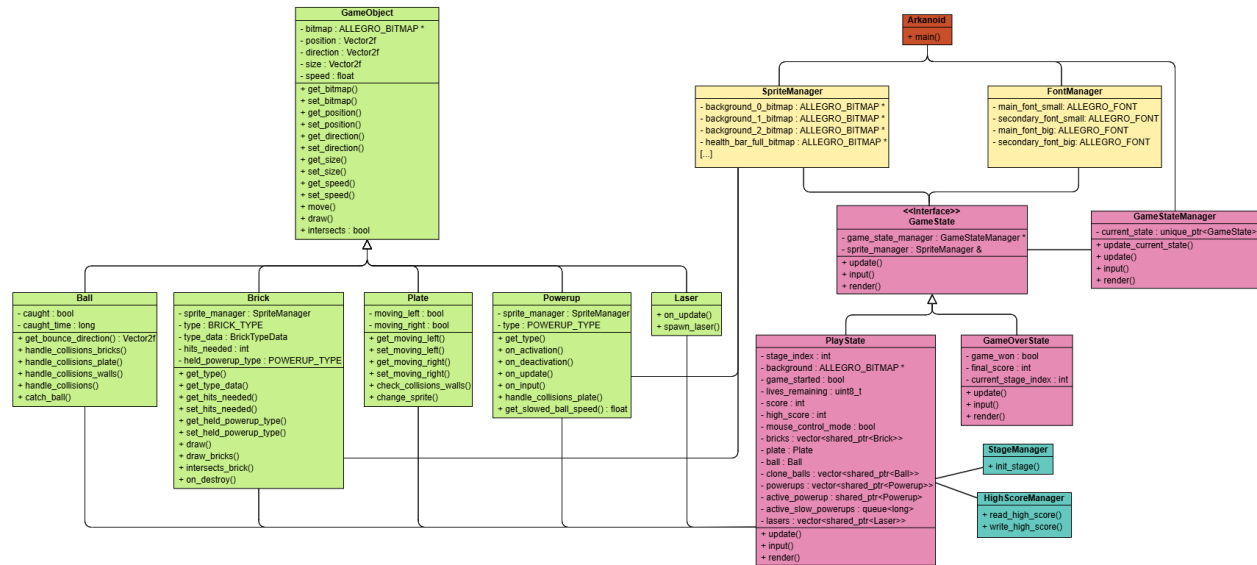 GameObject
- bitmap : ALLEGRO_BITMAP *
- position : Vector2f
- direction : Vector2f
- size : Vector2f
- speed : float
+ get_bitmap()
+ set_bitmap()
+ get_position()
+ set_position()
+ get_direction()
+ set_direction()
+ get_size()
+ set_size()
+ get_speed()
+ set_speed()
+ move()
+ draw()
+ intersects : bool
Arkanoid
+ main()
SpriteManager
- background_0_bitmap : ALLEGRO_BITMAP *
- background_1_bitmap : ALLEGRO_BITMAP *
- background_2_bitmap : ALLEGRO_BITMAP *
- health_bar_full_bitmap : ALLEGRO_BITMAP *
[...]
FontManager
- main_font_small: ALLEGRO_FONT
- secondary_font_small: ALLEGRO_FONT
- main_font_big: ALLEGRO_FONT
- secondary_font_big: ALLEGRO_FONT
<<Interface>>
GameState
- game_state_manager : GameStateManager *
- sprite_manager : SpriteManager &
+ update()
+ input()
+ render()
GameStateManager
- current_state : unique_ptr<GameState>
+ update_current_state()
+ update()
+ input()
+ render()
Ball
- caught : bool
- caught_time : long
+ get_bounce_direction() : Vector2f
+ handle_collisions_bricks()
+ handle_collisions_plate()
+ handle_collisions_walls()
+ handle_collisions()
+ catch_ball()
Brick
- sprite_manager : SpriteManager
- type : BRICK_TYPE
- type_data : BrickTypeData
- hits_needed : int
- held_powerup_type : POWERUP_TYPE
+ get_type()
+ get_type_data()
+ get_hits_needed()
+ set_hits_needed()
+ get_held_powerup_type()
+ set_held_powerup_type()
+ draw()
+ draw_bricks()
+ intersects_brick()
+ on_destroy()
Plate
- moving_left : bool
- moving_right : bool
+ get_moving_left()
+ set_moving_left()
+ get_moving_right()
+ set_moving_right()
+ check_collisions_walls()
+ change_sprite()
Powerup
- sprite_manager : SpriteManager
- type : POWERUP_TYPE
+ get_type()
+ on_activation()
+ on_deactivation()
+ on_update()
+ on_input()
+ handle_collisions_plate()
+ get_slowed_ball_speed() : float
Laser
+ on_update()
+ spawn_laser()
PlayState
- stage_index : int
- background : ALLEGRO_BITMAP *
- game_started : bool
- lives_remaining : uint8_t
- score : int
- high_score : int
- mouse_control_mode : bool
- bricks : vector<shared_ptr<Brick>>
- plate : Plate
- ball : Ball
- clone_balls : vector<shared_ptr<Ball>>
- powerups : vector<shared_ptr<Powerup>>
- active_powerup : shared_ptr<Powerup>
- active_slow_powerups : queue<long>
- lasers : vector<shared_ptr<Laser>>
+ update()
+ input()
+ render()
GameOverState
- game_won : bool
- final_score : int
- current_stage_index : int
+ update()
+ input()
+ render()
StageManager
+ init_stage()
HighScoreManager
+ read_high_score()
+ write_high_score()